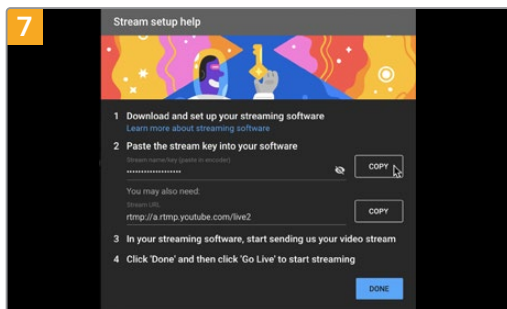 7
Stream setup help
1 Download and set up your streaming software
Learn more about streaming software
2 Paste the stream key into your software
Stream name/key (paste in encoder)
••••••••••••••••••••
COPY
You may also need:
Stream URL
rtmp://a.rtmp.youtube.com/live2
COPY
3 In your streaming software, start sending us your video stream
4 Click 'Done' and then click 'Go Live' to start streaming
DONE